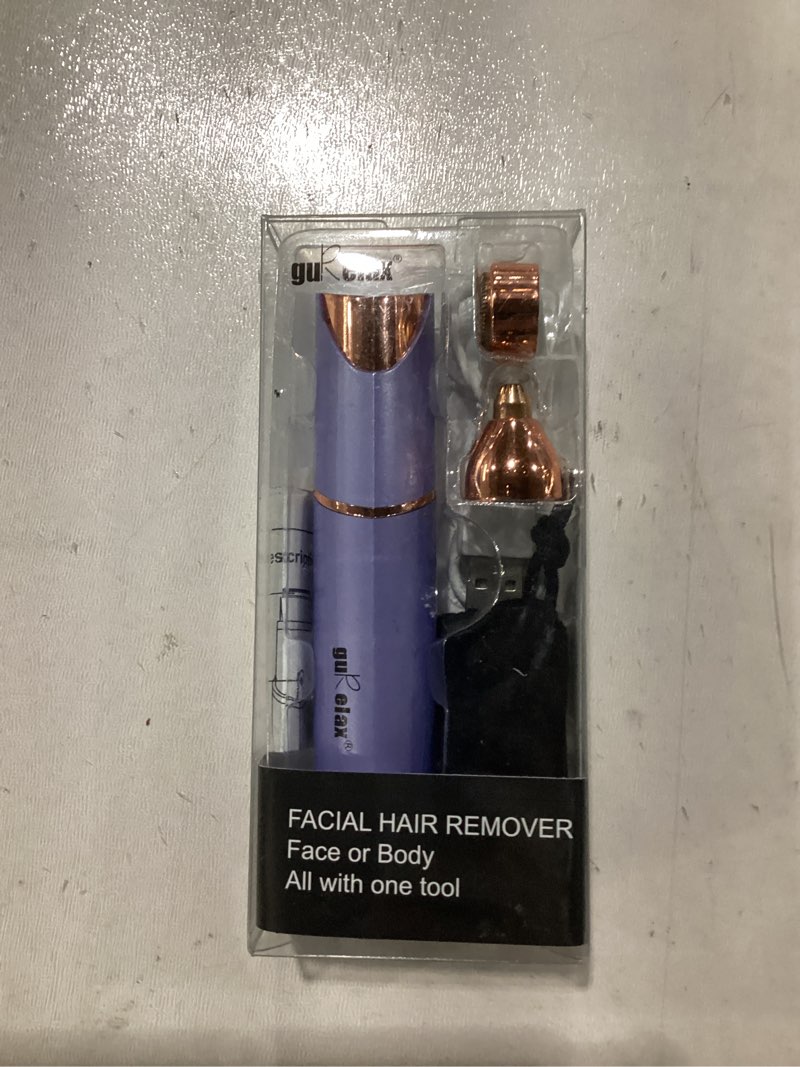 guRelax®
guRelax®
FACIAL HAIR REMOVER
Face or Body
All with one tool